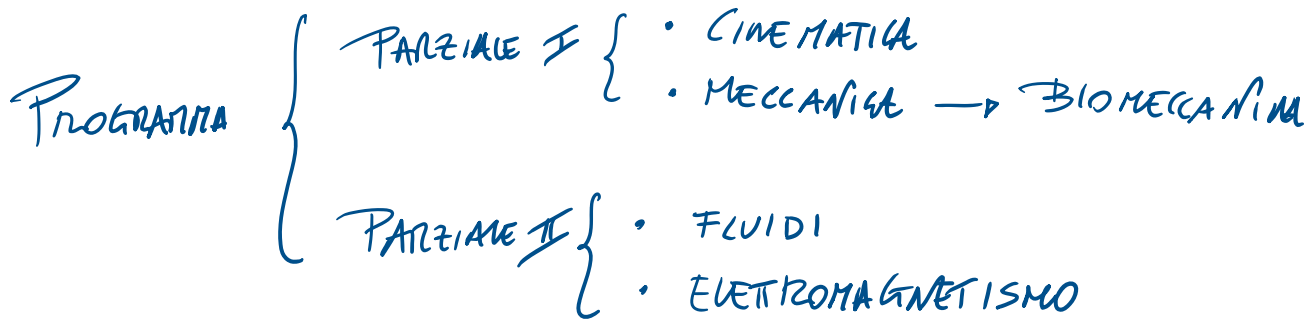 PROGRAMMA
PARZIALE I
• CINEMATICA
• MECCANICA → BIOMECCANICA
PARZIALE II
• FLUIDI
• ELETTROMAGNETISMO